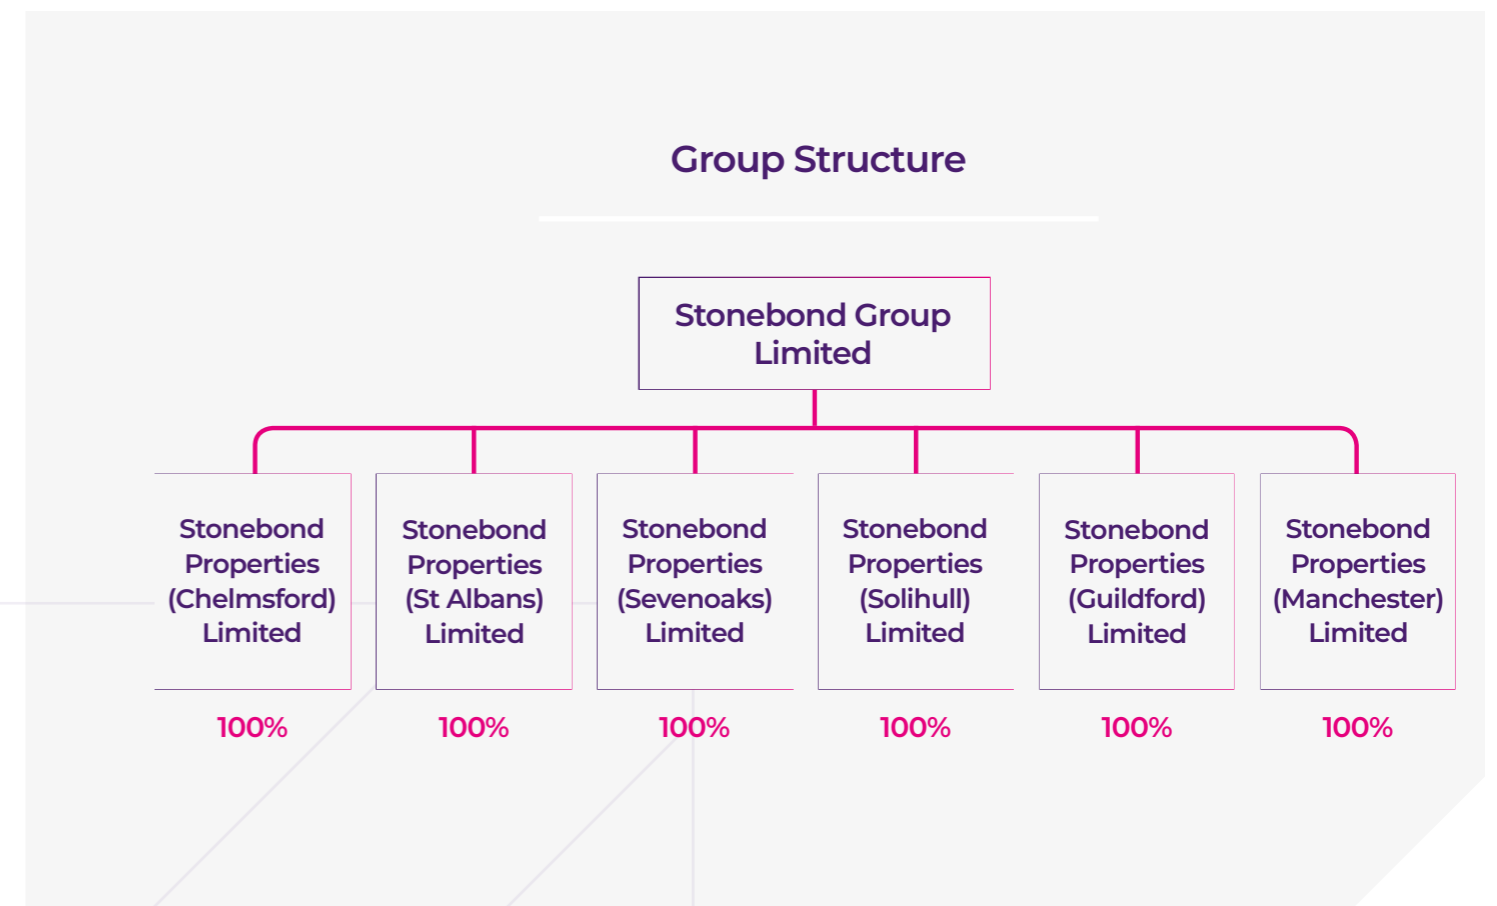 Group Structure
Stonebond Group
Limited
Stonebond
Properties
(Chelmsford)
Limited
Stonebond
Properties
(St Albans)
Limited
Stonebond
Properties
(Sevenoaks)
Limited
Stonebond
Properties
(Solihull)
Limited
Stonebond
Properties
(Guildford)
Limited
Stonebond
Properties
(Manchester)
Limited
100%
100%
100%
100%
100%
100%